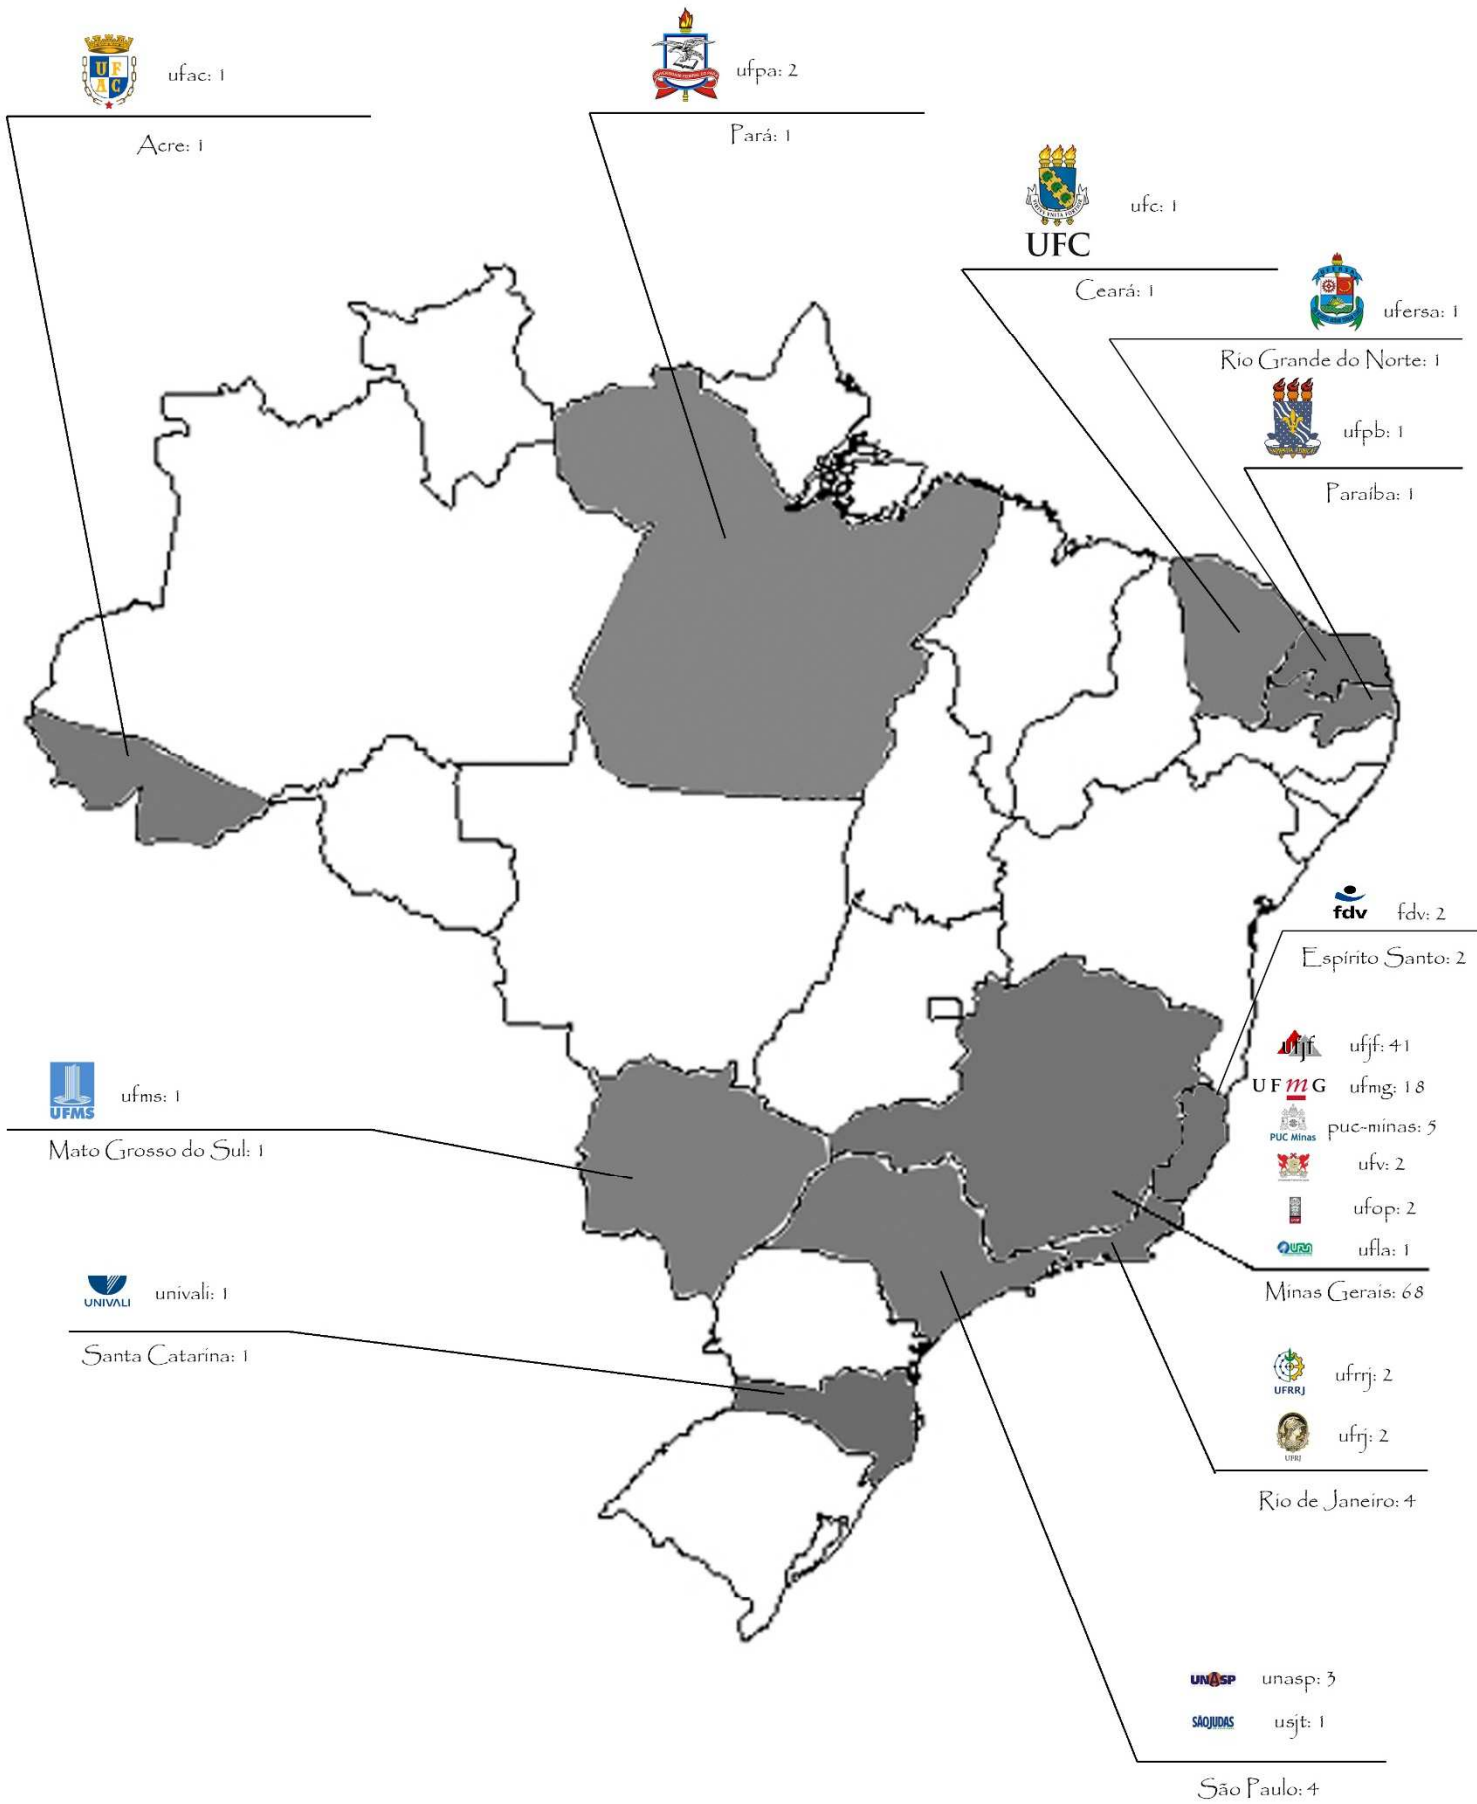 UF
AC
ufac: 1
Acre: 1
ufpa: 2
Pará: 1
UFC
ufc: 1
Ceará: 1
ufersa: 1
Rio Grande do Norte: 1
ufpb: 1
Paraíba: 1
fdv
fdv: 2
Espírito Santo: 2
ufjf
ufjf: 41
UFmG
ufmg: 18
PUC Minas
puc-minas: 5
ufv: 2
ufop: 2
ufla: 1
Minas Gerais: 68
UFMS
ufms: 1
Mato Grosso do Sul: 1
UNIVALI
univali: 1
Santa Catarina: 1
UFRRJ
ufrrj: 2
UFRJ
ufrj: 2
Rio de Janeiro: 4
UNASP
unasp: 3
SÃOJUDAS
usjt: 1
São Paulo: 4